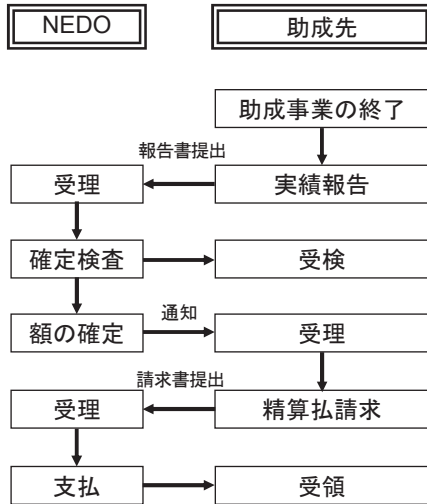 NEDO
助成先
助成事業の終了
報告書提出
受理
実績報告
確定検査
受検
通知
額の確定
受理
請求書提出
受理
精算払請求
支払
受領